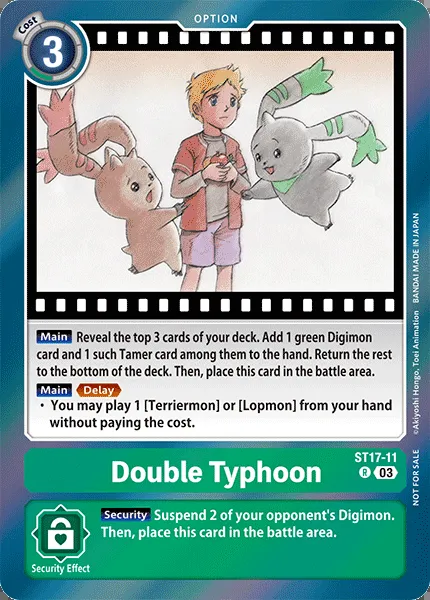 OPTION
Cost
3
Main Reveal the top 3 cards of your deck. Add 1 green Digimon
card and 1 such Tamer card among them to the hand. Return the rest
to the bottom of the deck. Then, place this card in the battle area.
Main Delay
・ You may play 1 [Terriermon] or [Lopmon] from your hand
without paying the cost.
©Akiyoshi Hongo, Toei Animation BANDAI MADE IN JAPAN
NOT FOR SALE
Double Typhoon
ST17-11
R 03
Security Suspend 2 of your opponent's Digimon.
Then, place this card in the battle area.
Security Effect